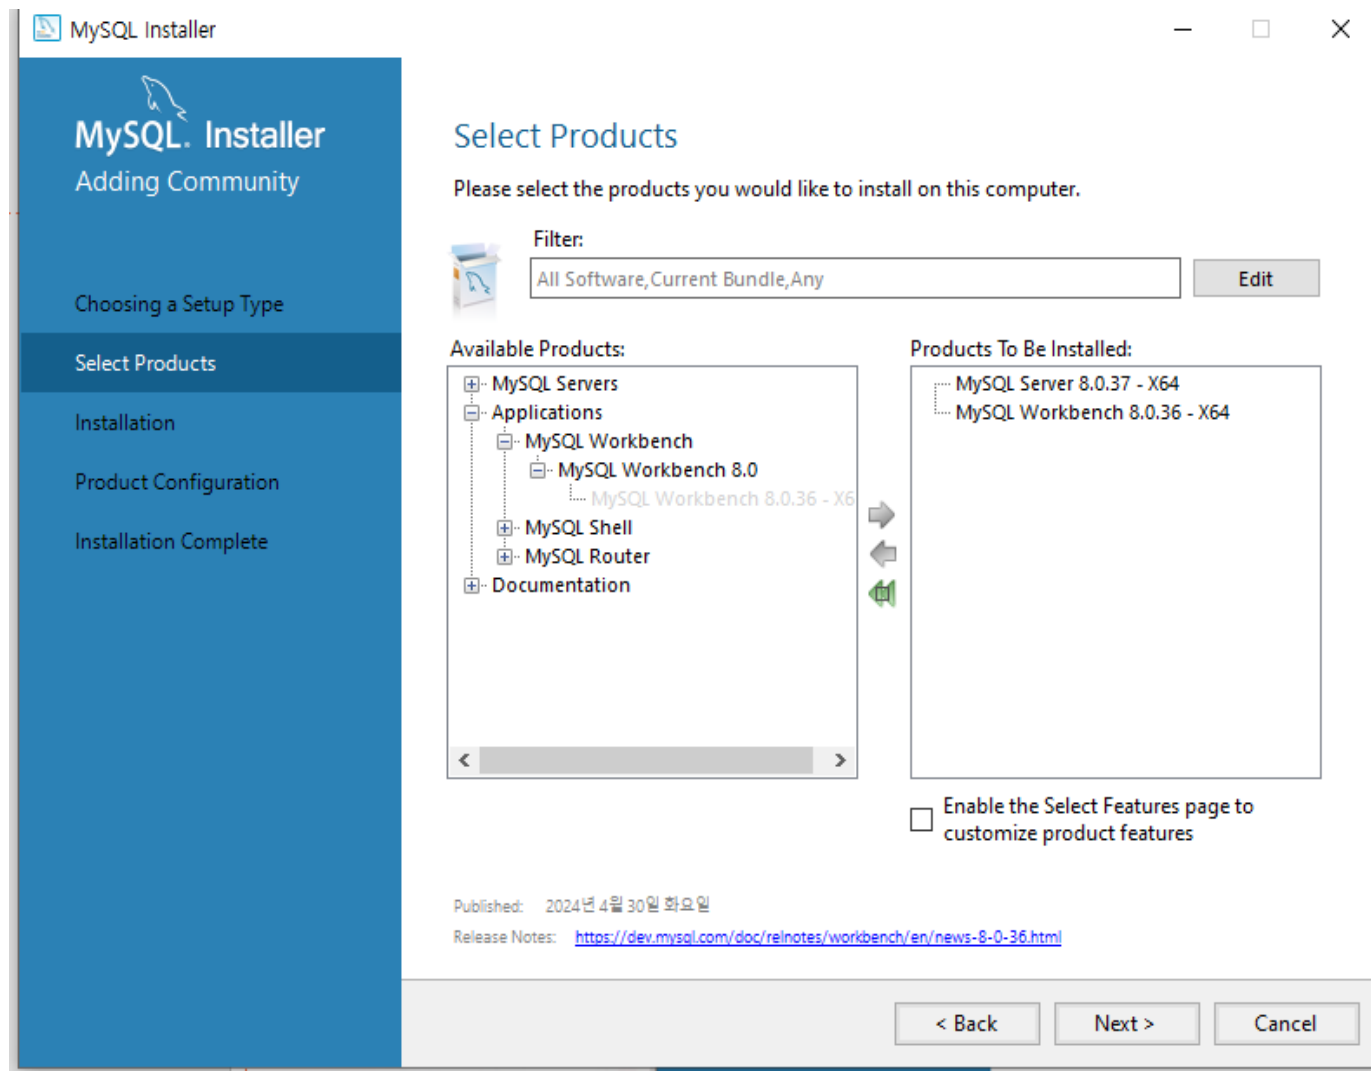 MySQL Installer
MySQL. Installer
Adding Community
Choosing a Setup Type
Select Products
Installation
Product Configuration
Installation Complete
Select Products
Please select the products you would like to install on this computer.
Filter:
All Software,Current Bundle,Any
Edit
Available Products:
MySQL Servers
Applications
MySQL Workbench
MySQL Workbench 8.0
MySQL Workbench 8.0.36 - X6
MySQL Shell
MySQL Router
Documentation
Products To Be Installed:
MySQL Server 8.0.37 - X64
MySQL Workbench 8.0.36 - X64
Enable the Select Features page to
customize product features
Published: 2024년 4월 30일 화요일
Release Notes: https://dev.mysql.com/doc/relnotes/workbench/en/news-8-0-36.html
< Back
Next >
Cancel